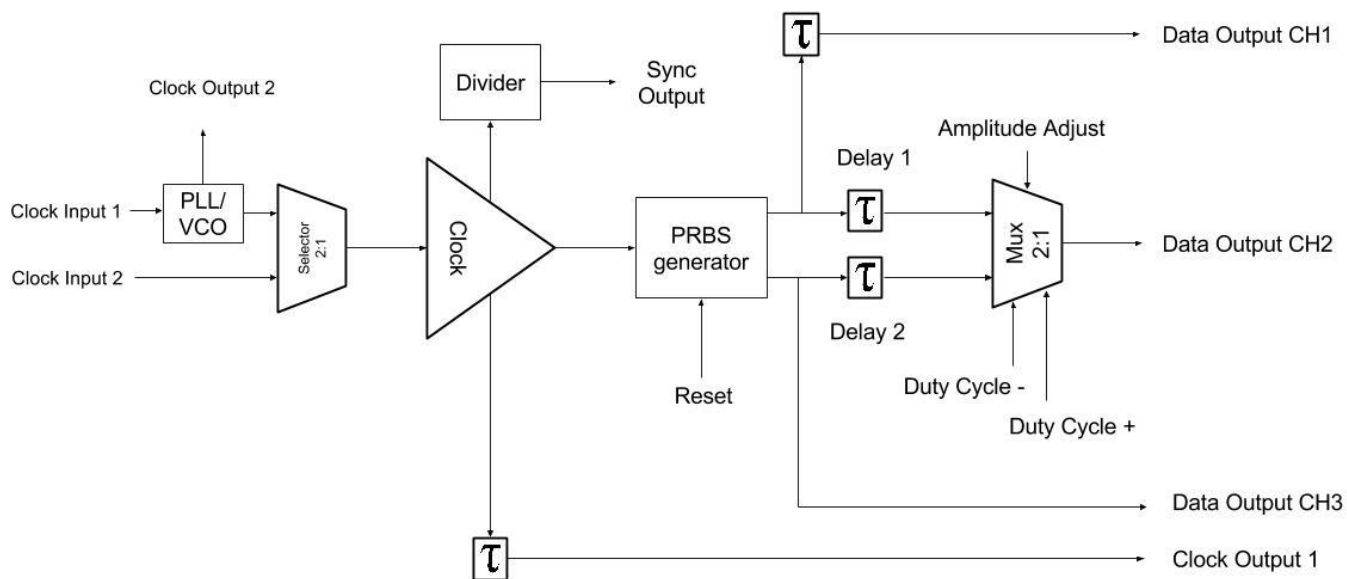 τ
Data Output CH1
Divider
Sync
Output
Clock Output 2
Amplitude Adjust
Delay 1
Clock Input 1
PLL/
VCO
Selector
2:1
Clock
PRBS
generator
τ
Mux
2:1
Data Output CH2
Clock Input 2
τ
Delay 2
Reset
Duty Cycle -
Duty Cycle +
Data Output CH3
τ
Clock Output 1